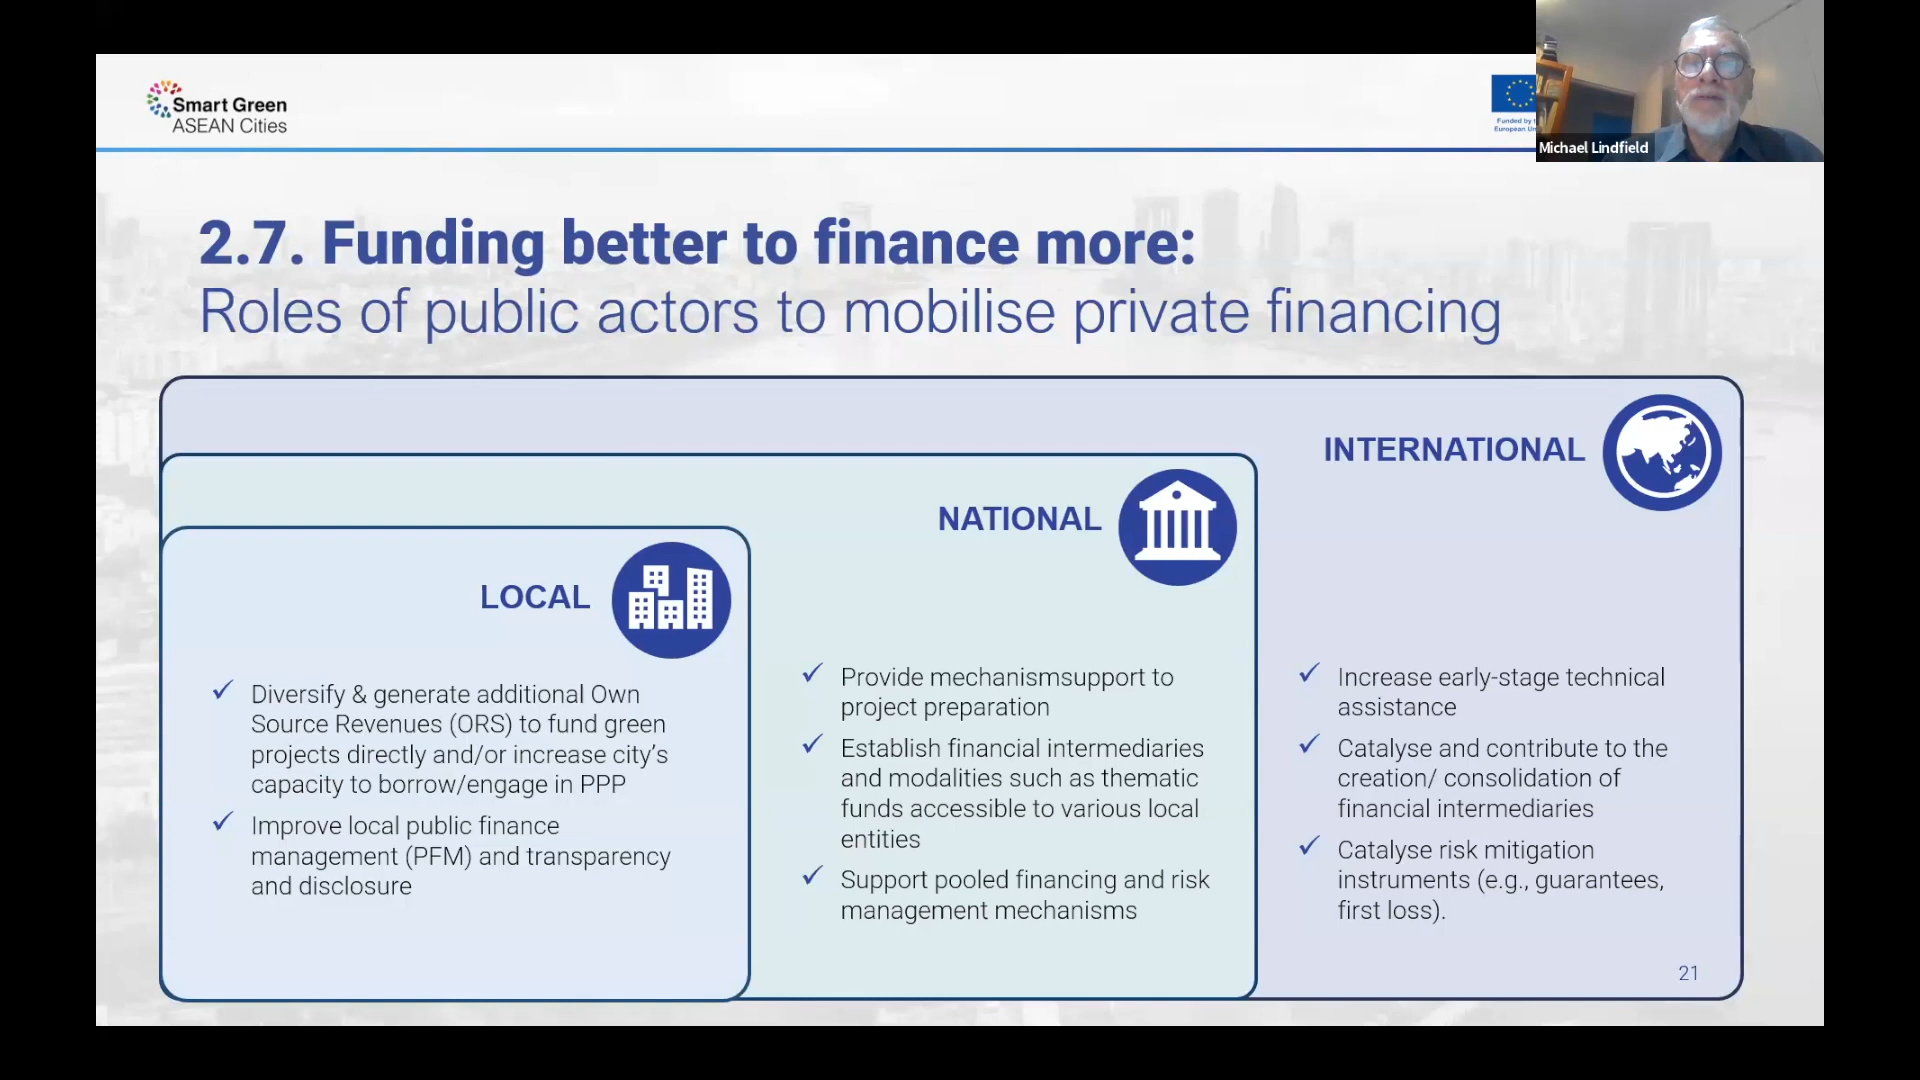 Smart Green
ASEAN Cities
Funded by
European
Michael Lindfield
2.7. Funding better to finance more:
Roles of public actors to mobilise private financing
LOCAL
Diversify & generate additional Own
Source Revenues (ORS) to fund green
projects directly and/or increase city's
capacity to borrow/engage in PPP
Improve local public finance
management (PFM) and transparency
and disclosure
NATIONAL
Provide mechanismsupport to
project preparation
Establish financial intermediaries
and modalities such as thematic
funds accessible to various local
entities
Support pooled financing and risk
management mechanisms
INTERNATIONAL
Increase early-stage technical
assistance
Catalyse and contribute to the
creation/ consolidation of
financial intermediaries
Catalyse risk mitigation
instruments (e.g., guarantees,
first loss).
21